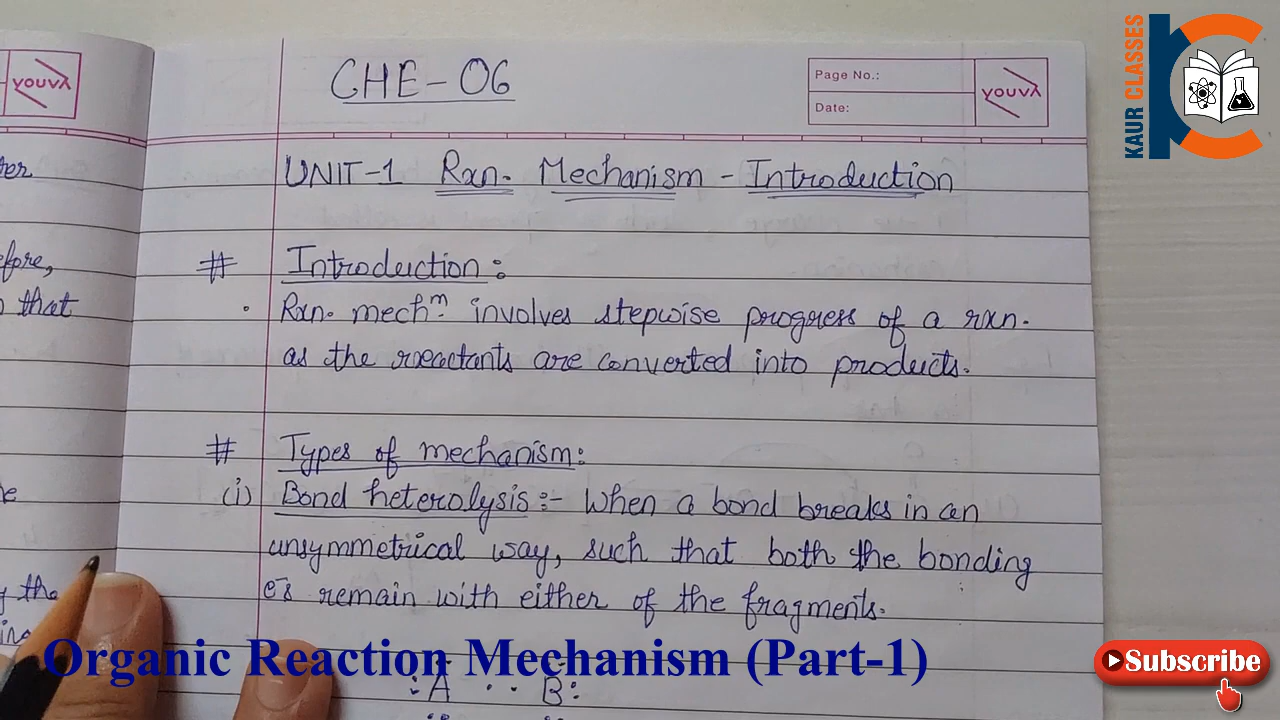 CHE-06
Page No.:
Date:
youva
youva
KAUR CLASSES
UNIT-1 Rxn. Mechanism - Introduction
# Introduction:
. Rxn. mechm. involves stepwise progress of a rxn.
as the reactants are converted into products.
# Types of mechanism:
(i) Bond heterolysis :- When a bond breaks in an
unsymmetrical way, such that both the bonding
e-s remain with either of the fragments.
that
the
Organic Reaction Mechanism (Part-1)
:A .. B:
Subscribe